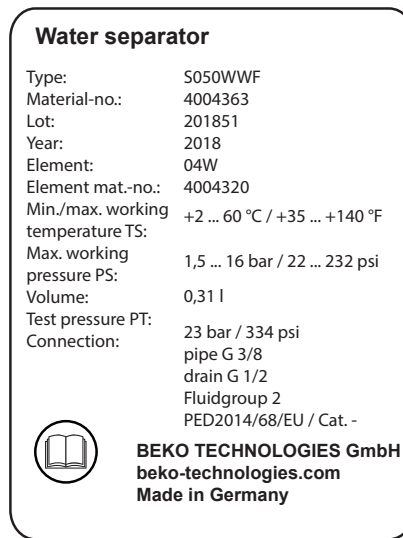 Water separator
Type: S050WWF
Material-no.: 4004363
Lot: 201851
Year: 2018
Element: 04W
Element mat.-no.: 4004320
Min./max. working
temperature TS: +2 ... 60 °C / +35 ... +140 °F
Max. working
pressure PS: 1,5 ... 16 bar / 22 ... 232 psi
Volume: 0,31 l
Test pressure PT: 23 bar / 334 psi
Connection: pipe G 3/8
drain G 1/2
Fluidgroup 2
PED2014/68/EU / Cat. -
BEKO TECHNOLOGIES GmbH
beko-technologies.com
Made in Germany